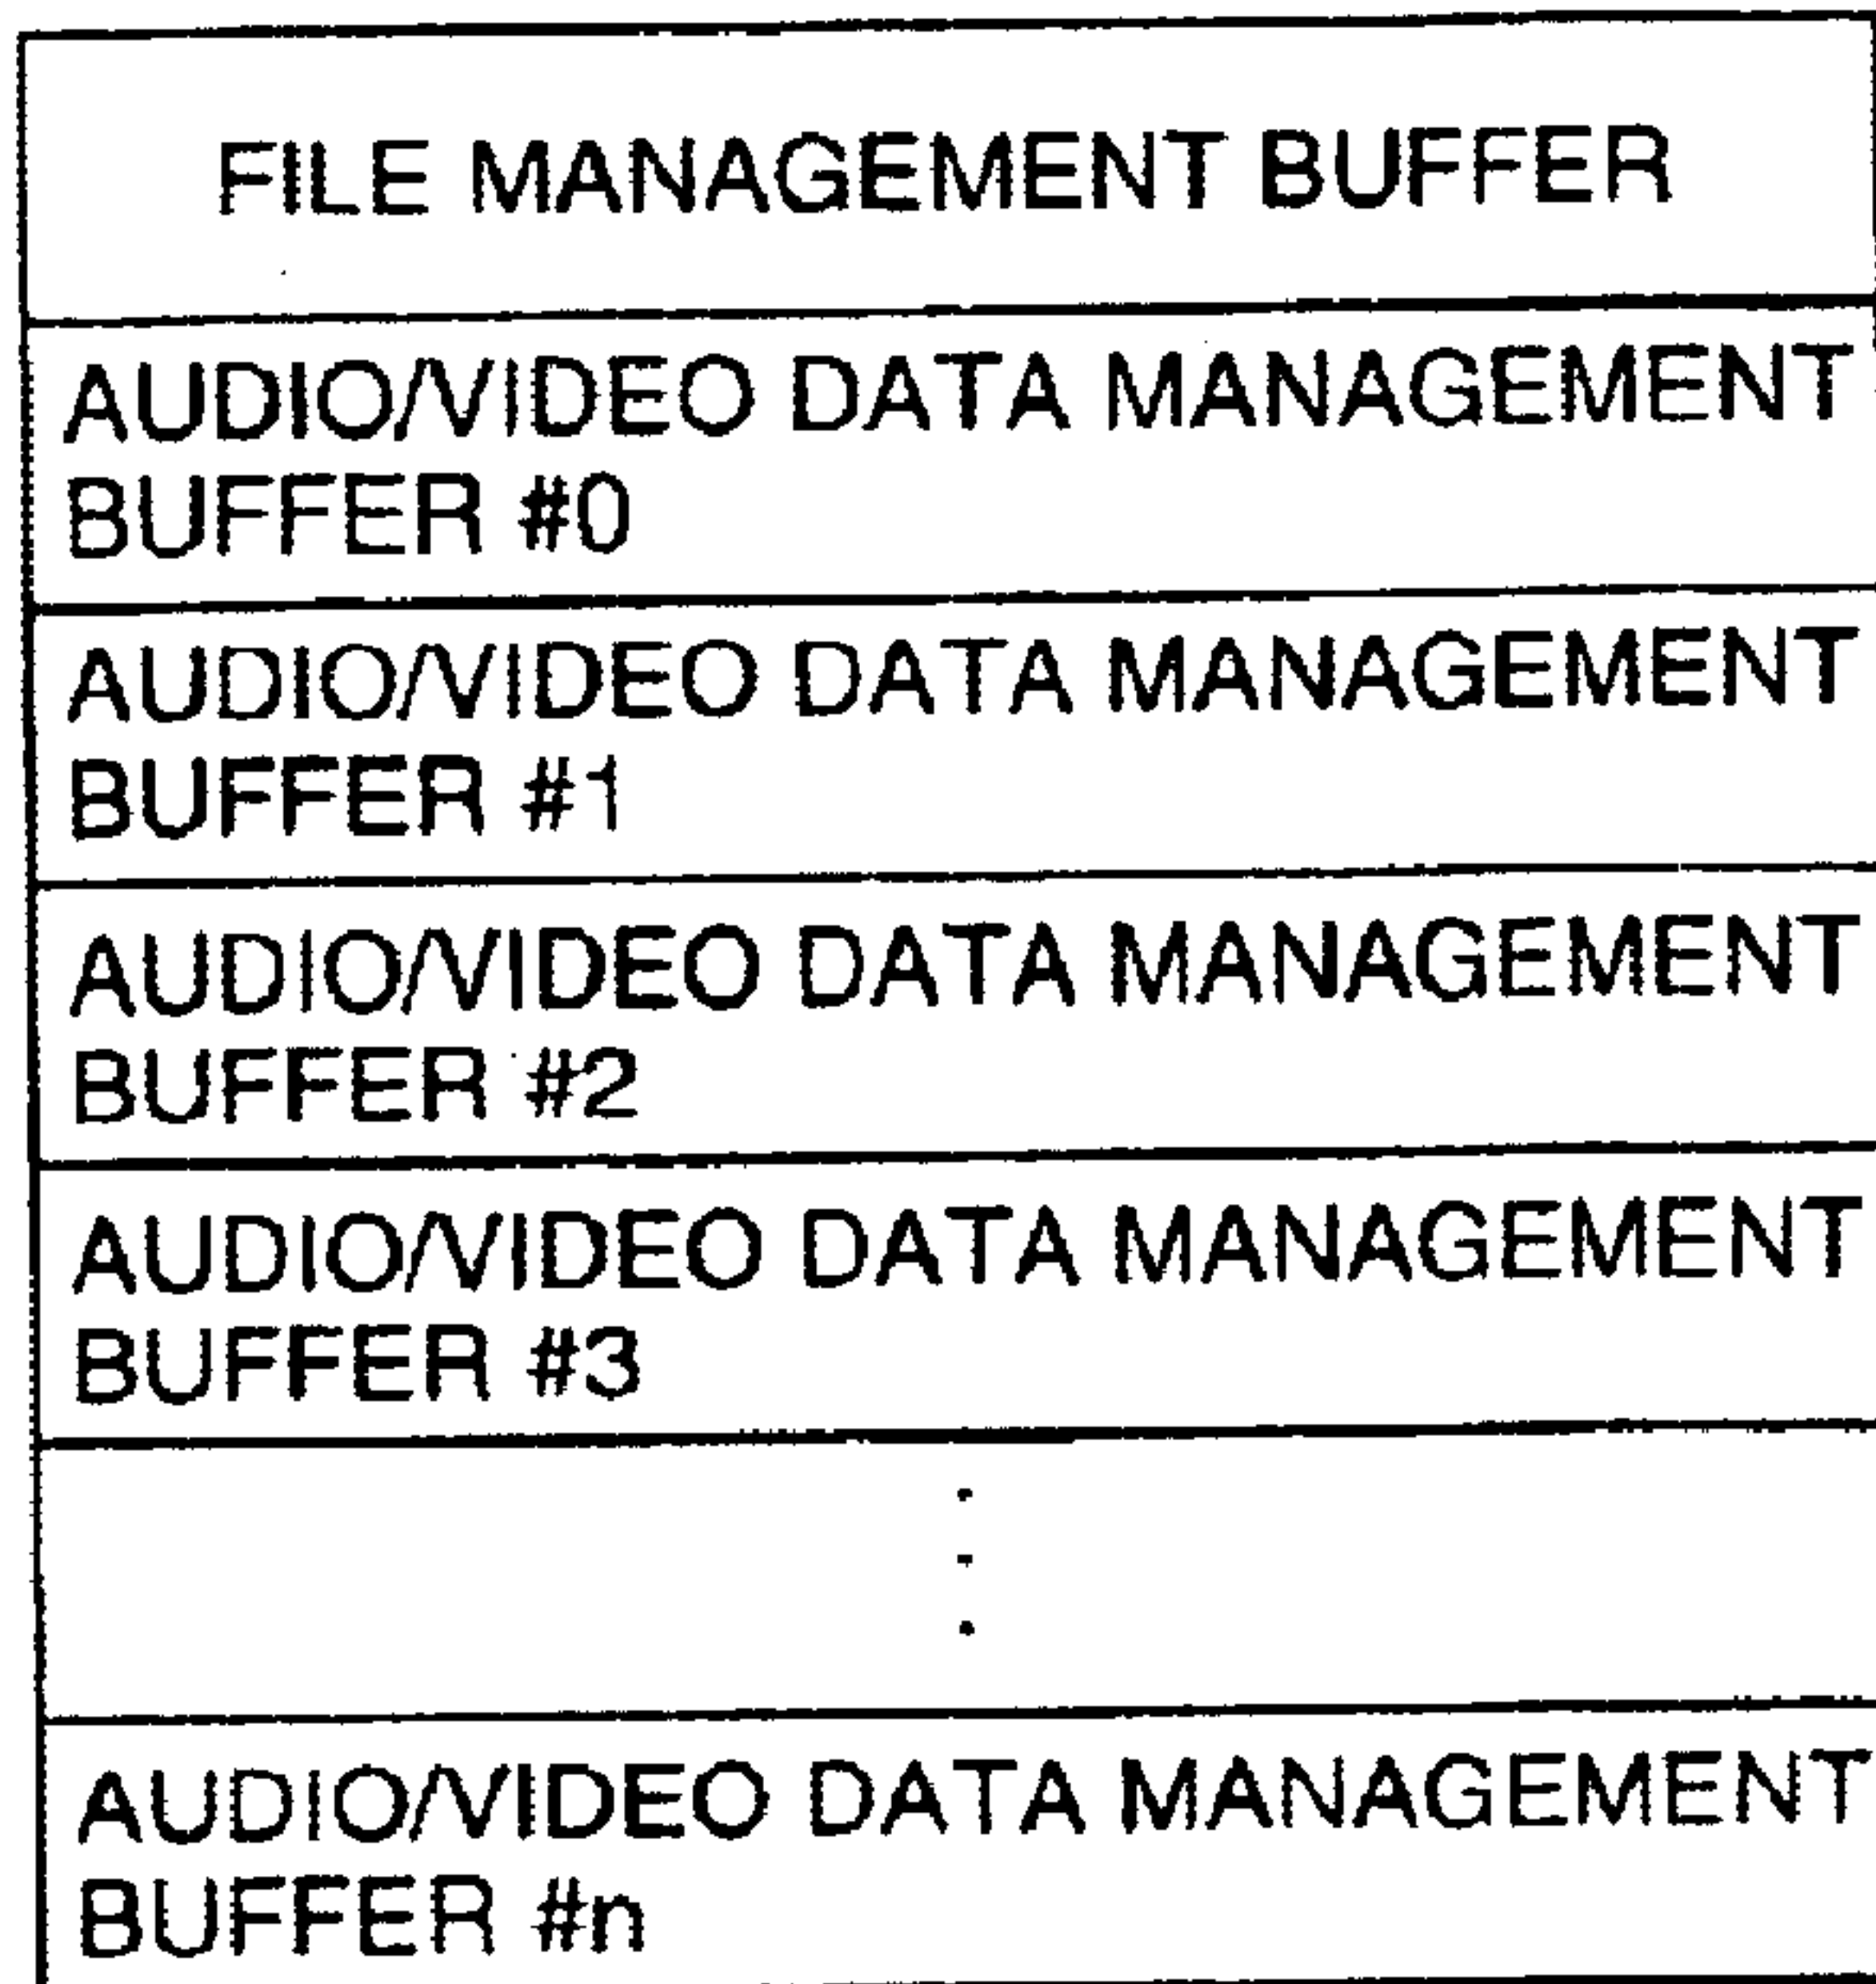 FILE MANAGEMENT BUFFER
AUDIO/VIDEO DATA MANAGEMENT
BUFFER #0
AUDIO/VIDEO DATA MANAGEMENT
BUFFER #1
AUDIO/VIDEO DATA MANAGEMENT
BUFFER #2
AUDIO/VIDEO DATA MANAGEMENT
BUFFER #3
AUDIO/VIDEO DATA MANAGEMENT
BUFFER #n